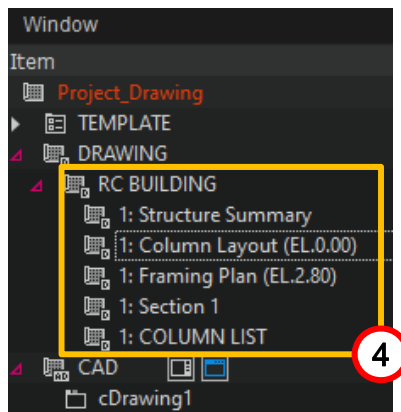 Window
Item
Project_Drawing
TEMPLATE
DRAWING
RC BUILDING
1: Structure Summary
1: Column Layout (EL.0.00)
1: Framing Plan (EL.2.80)
1: Section 1
1: COLUMN LIST
4
CAD
cDrawing1